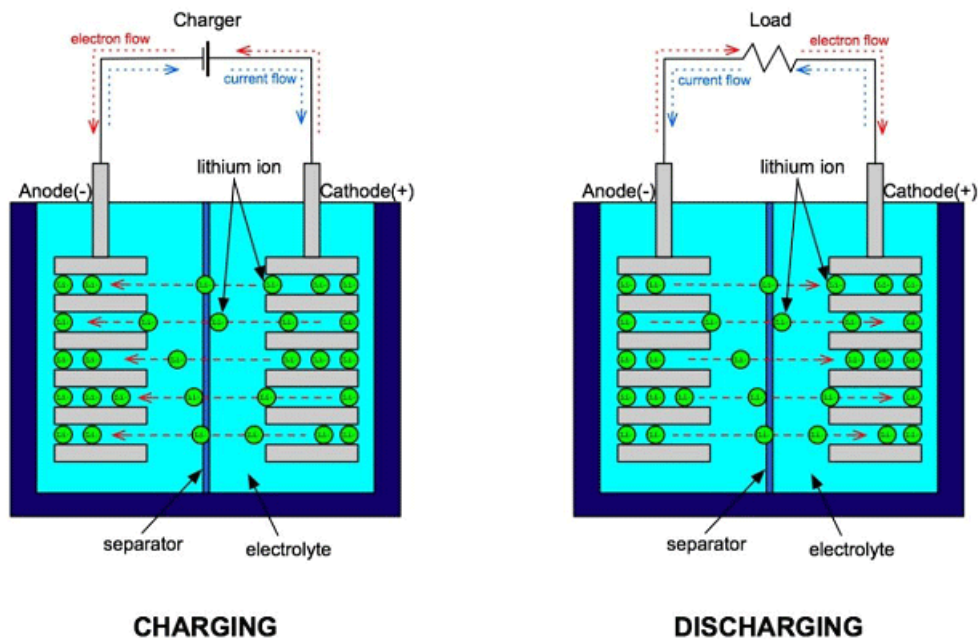 Charger
electron flow
current flow
lithium ion
Anode(-)
Cathode(+)
separator
electrolyte
CHARGING
Load
electron flow
current flow
lithium ion
Anode(-)
Cathode(+)
separator
electrolyte
DISCHARGING